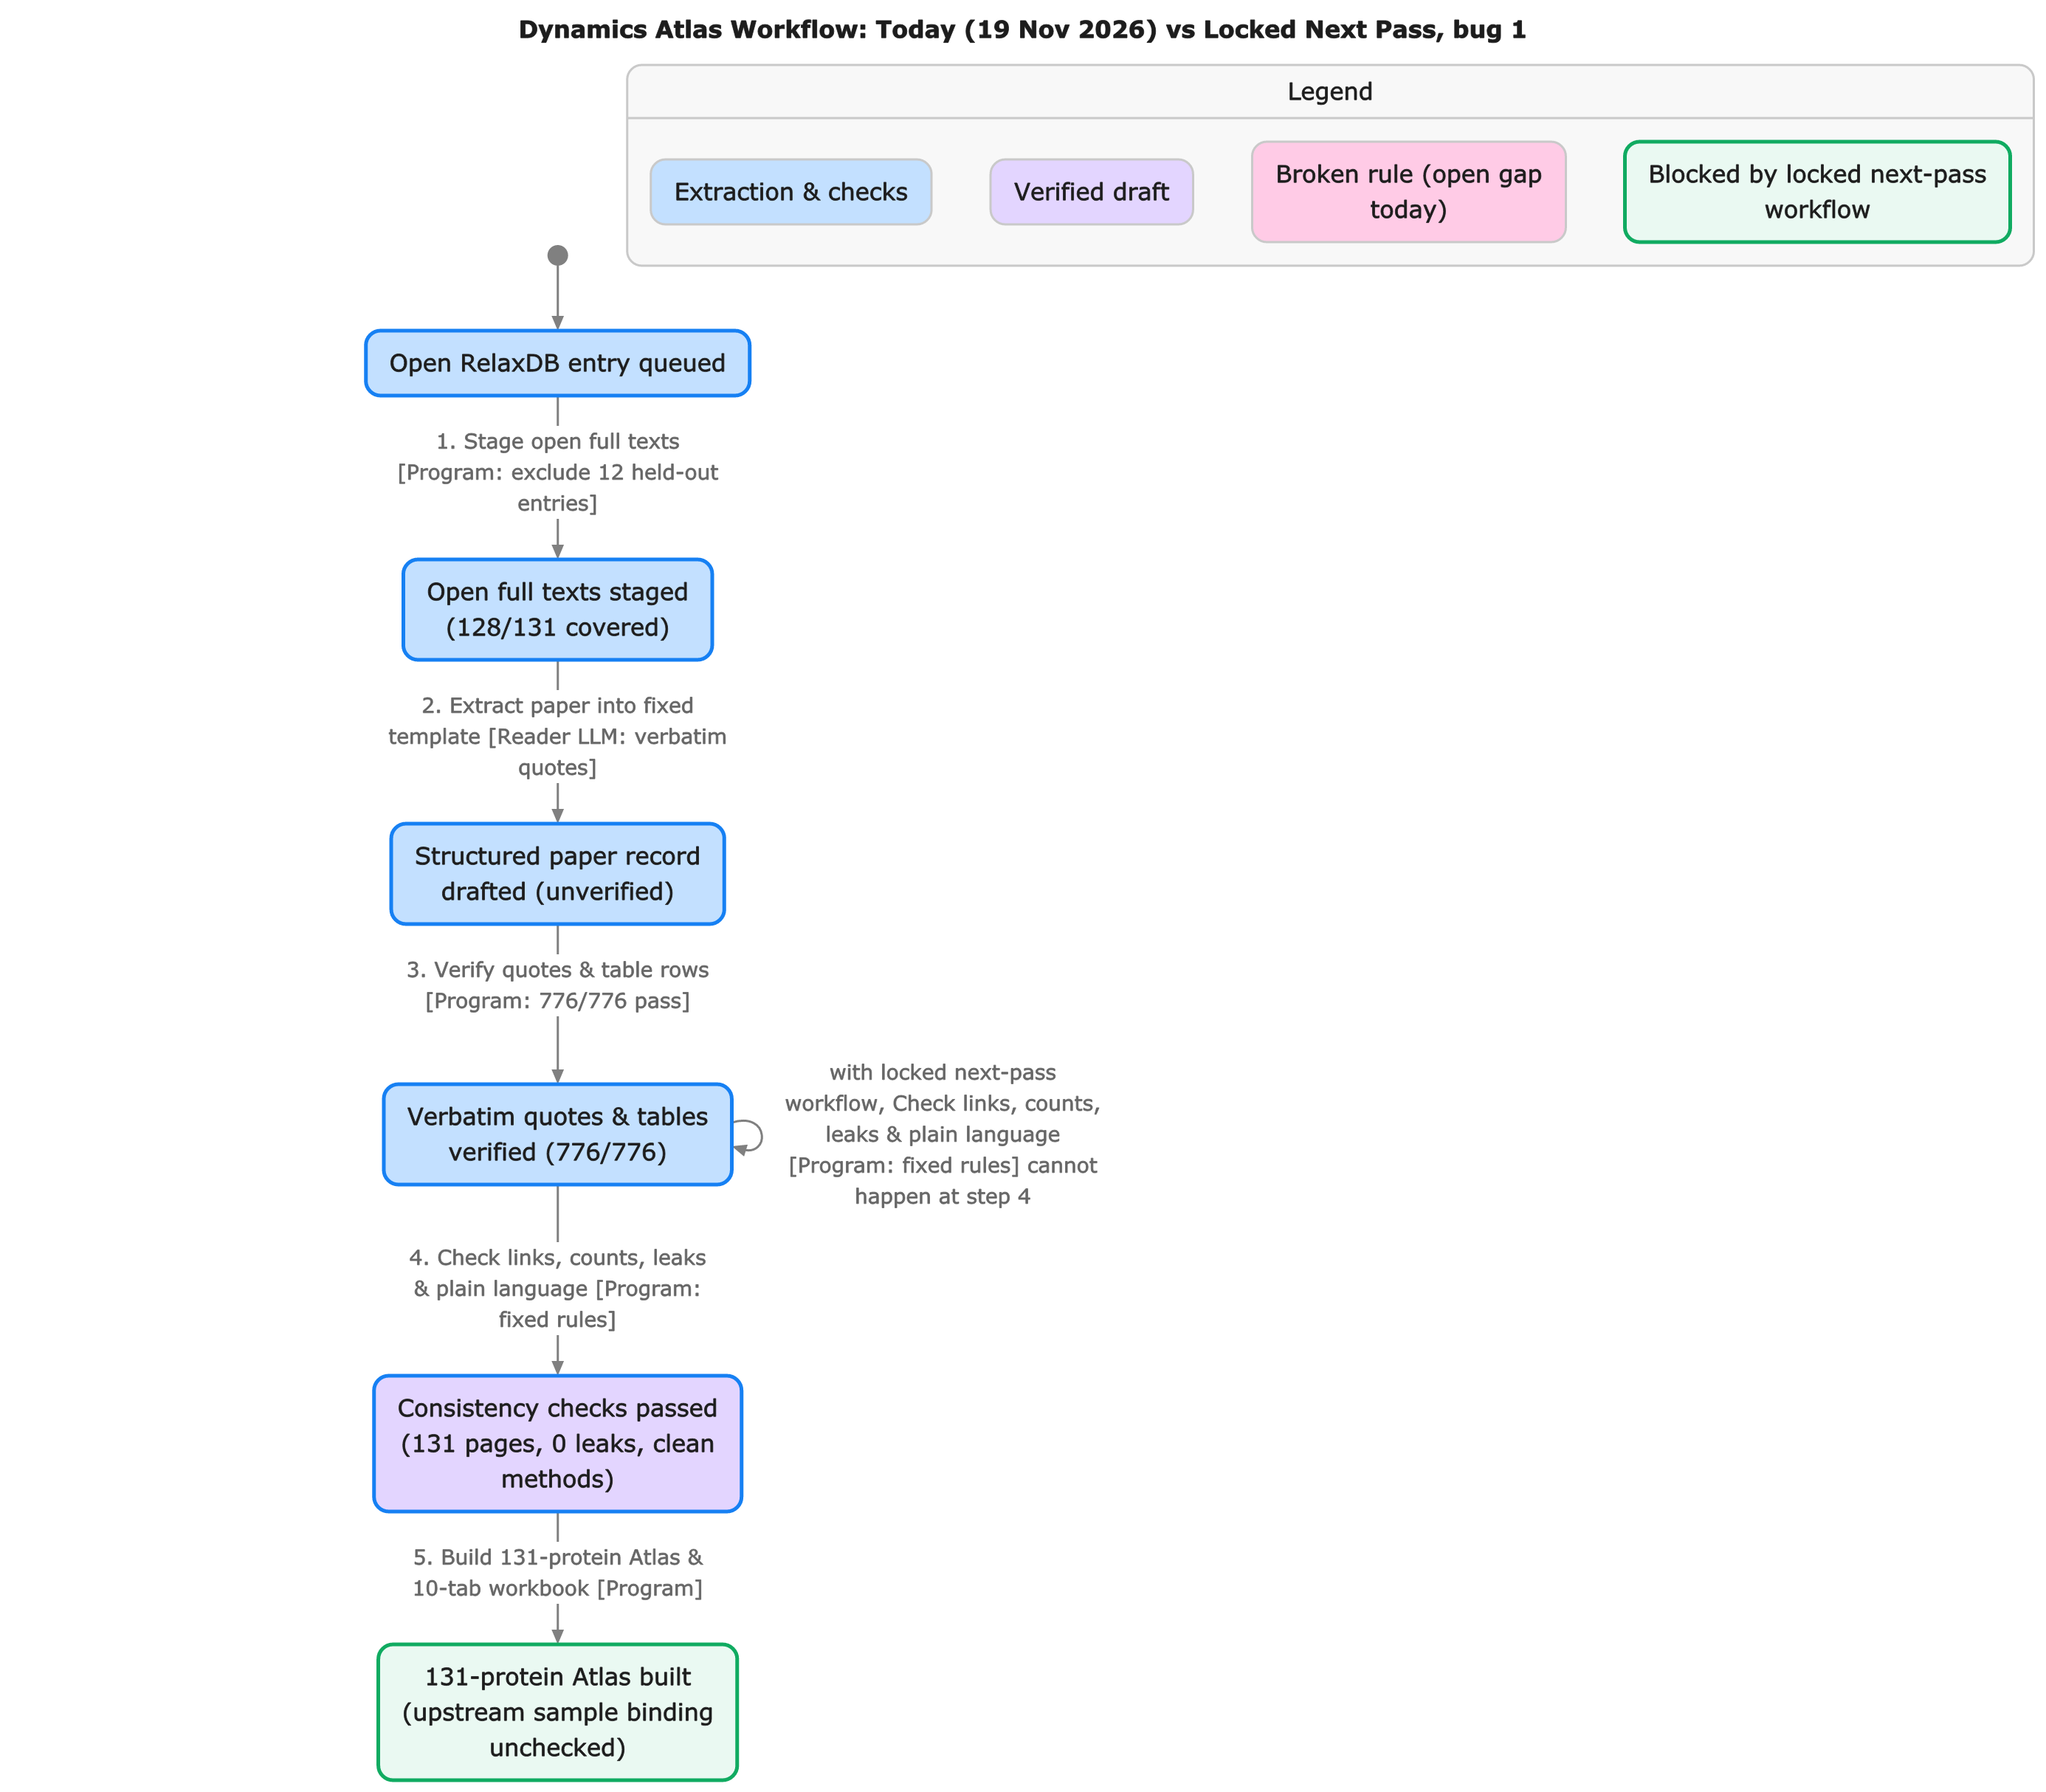 Dynamics Atlas Workflow: Today (19 Nov 2026) vs Locked Next Pass, bug 1
Legend
Extraction & checks
Verified draft
Broken rule (open gap
today)
Blocked by locked next-pass
workflow
Open RelaxDB entry queued
1. Stage open full texts
[Program: exclude 12 held-out
entries]
Open full texts staged
(128/131 covered)
2. Extract paper into fixed
template [Reader LLM: verbatim
quotes]
Structured paper record
drafted (unverified)
3. Verify quotes & table rows
[Program: 776/776 pass]
Verbatim quotes & tables
verified (776/776)
with locked next-pass
workflow, Check links, counts,
leaks & plain language
[Program: fixed rules] cannot
happen at step 4
4. Check links, counts, leaks
& plain language [Program:
fixed rules]
Consistency checks passed
(131 pages, 0 leaks, clean
methods)
5. Build 131-protein Atlas &
10-tab workbook [Program]
131-protein Atlas built
(upstream sample binding
unchecked)